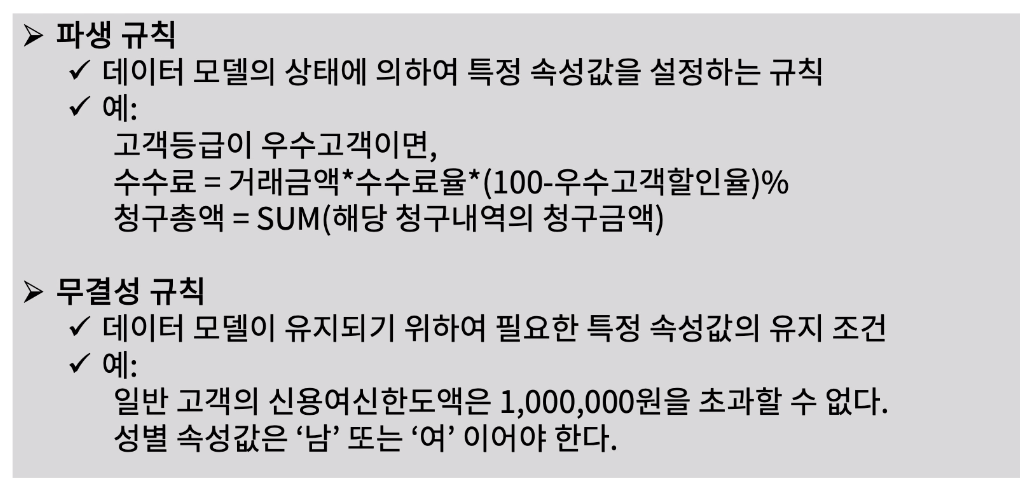 ➢ 파생 규칙
✓ 데이터 모델의 상태에 의하여 특정 속성값을 설정하는 규칙
✓ 예:
고객등급이 우수고객이면,
수수료 = 거래금액*수수료율*(100-우수고객할인율)%
청구총액 = SUM(해당 청구내역의 청구금액)
➢ 무결성 규칙
✓ 데이터 모델이 유지되기 위하여 필요한 특정 속성값의 유지 조건
✓ 예:
일반 고객의 신용여신한도액은 1,000,000원을 초과할 수 없다.
성별 속성값은 ‘남’ 또는 ‘여’ 이어야 한다.